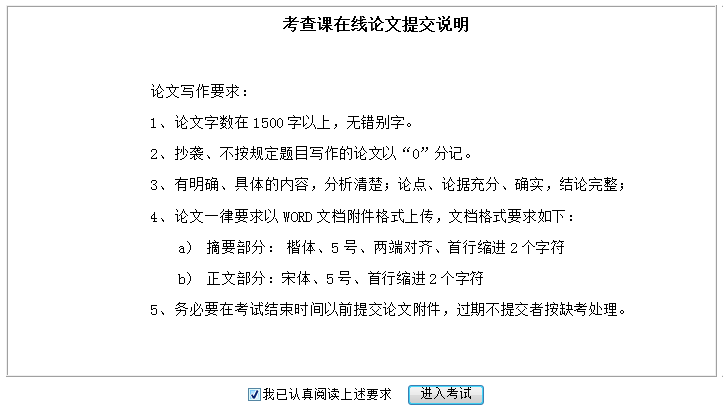 考查课在线论文提交说明
论文写作要求：
1、论文字数在1500字以上，无错别字。
2、抄袭、不按规定题目写作的论文以“0”分记。
3、有明确、具体的内容，分析清楚；论点、论据充分、确实，结论完整；
4、论文一律要求以WORD文档附件格式上传，文档格式要求如下：
a) 摘要部分： 楷体、5号、两端对齐、首行缩进2个字符
b) 正文部分：宋体、5号、首行缩进2个字符
5、务必要在考试结束时间以前提交论文附件，过期不提交者按缺考处理。
我已认真阅读上述要求 进入考试